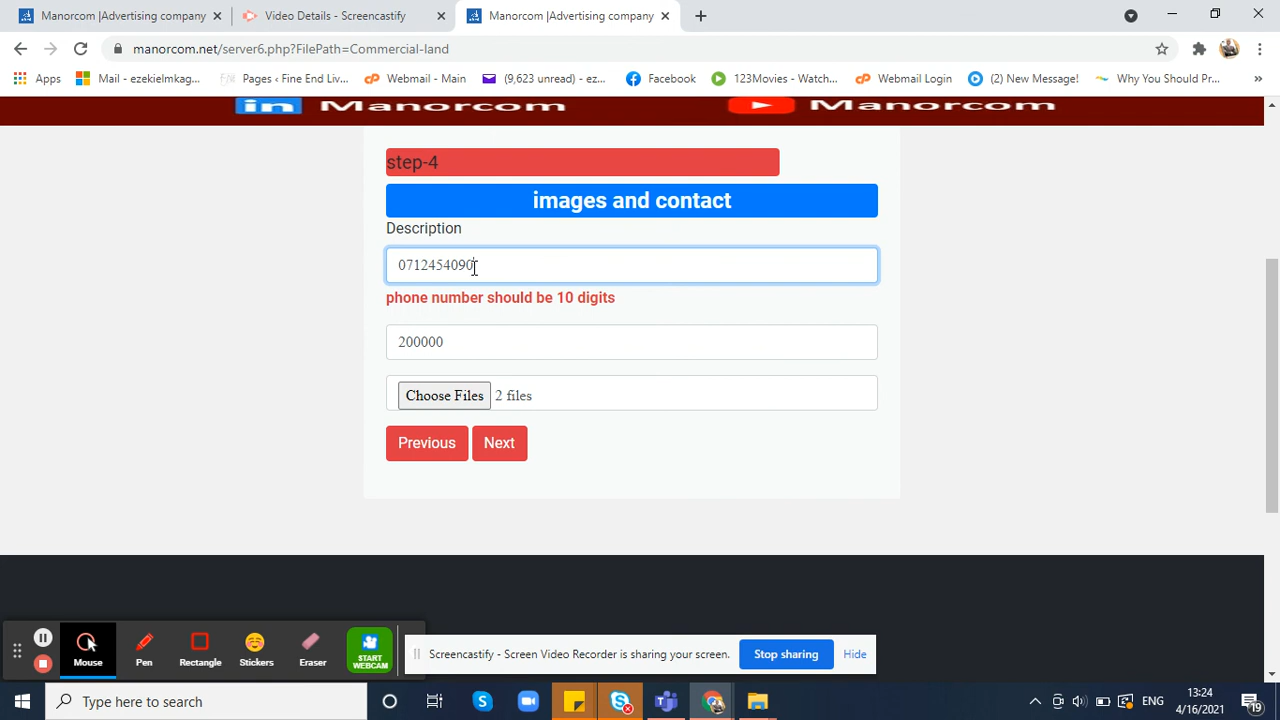 Manorcom |Advertising company
Video Details - Screencastify
Manorcom |Advertising company
manorcom.net/server6.php?FilePath=Commercial-land
Apps
Mail - ezekielmkag...
Pages ‹ Fine End Liv...
Webmail - Main
(9,623 unread) - ez...
Facebook
123Movies - Watch...
Webmail Login
(2) New Message!
Why You Should Pr...
»
in Manorcom
Manorcom
step-4
images and contact
Description
0712454090
phone number should be 10 digits
200000
Choose Files 2 files
Previous Next
Mouse
Pen
Rectangle
Stickers
Eraser
START WEBCAM
Screencastify - Screen Video Recorder is sharing your screen.
Stop sharing
Hide
Type here to search
ENG
13:24
4/16/2021
19